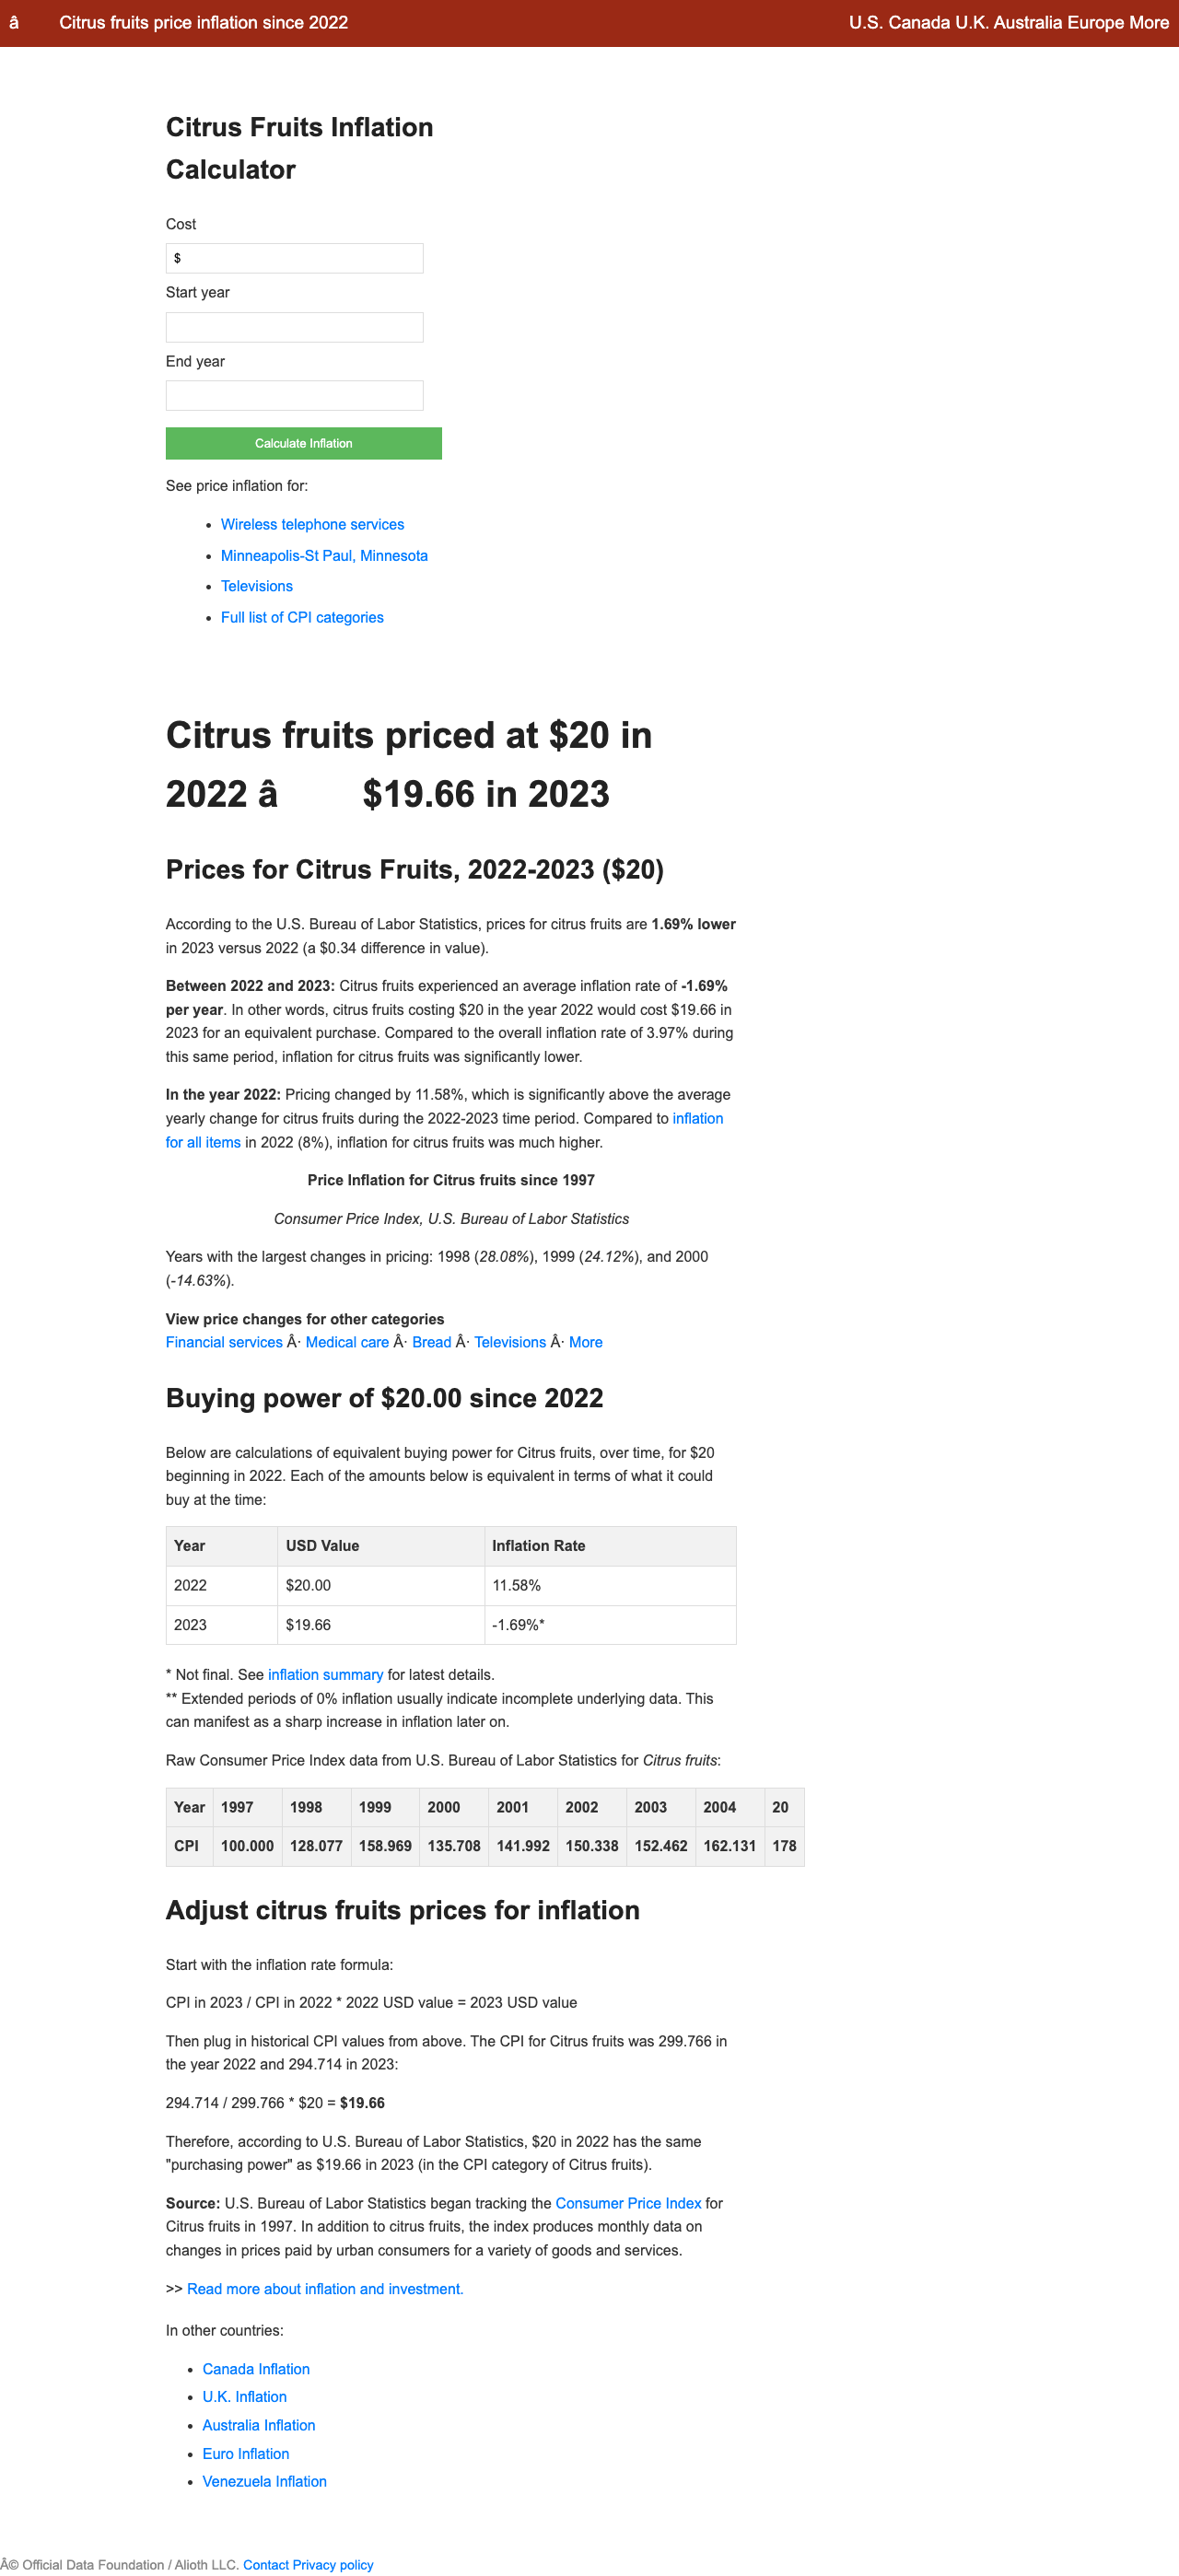 â Citrus fruits price inflation since 2022 U.S. Canada U.K. Australia Europe More
Citrus Fruits Inflation
Calculator
Cost
$
Start year
End year
Calculate Inflation
See price inflation for:
• Wireless telephone services
• Minneapolis-St Paul, Minnesota
• Televisions
• Full list of CPI categories
Citrus fruits priced at $20 in
2022 â $19.66 in 2023
Prices for Citrus Fruits, 2022-2023 ($20)
According to the U.S. Bureau of Labor Statistics, prices for citrus fruits are 1.69% lower
in 2023 versus 2022 (a $0.34 difference in value).
Between 2022 and 2023: Citrus fruits experienced an average inflation rate of -1.69%
per year. In other words, citrus fruits costing $20 in the year 2022 would cost $19.66 in
2023 for an equivalent purchase. Compared to the overall inflation rate of 3.97% during
this same period, inflation for citrus fruits was significantly lower.
In the year 2022: Pricing changed by 11.58%, which is significantly above the average
yearly change for citrus fruits during the 2022-2023 time period. Compared to inflation
for all items in 2022 (8%), inflation for citrus fruits was much higher.
Price Inflation for Citrus fruits since 1997
Consumer Price Index, U.S. Bureau of Labor Statistics
Years with the largest changes in pricing: 1998 (28.08%), 1999 (24.12%), and 2000
(-14.63%).
View price changes for other categories
Financial services Â· Medical care Â· Bread Â· Televisions Â· More
Buying power of $20.00 since 2022
Below are calculations of equivalent buying power for Citrus fruits, over time, for $20
beginning in 2022. Each of the amounts below is equivalent in terms of what it could
buy at the time:
Year USD Value Inflation Rate
2022 $20.00 11.58%
2023 $19.66 -1.69%*
* Not final. See inflation summary for latest details.
** Extended periods of 0% inflation usually indicate incomplete underlying data. This
can manifest as a sharp increase in inflation later on.
Raw Consumer Price Index data from U.S. Bureau of Labor Statistics for Citrus fruits:
Year 1997 1998 1999 2000 2001 2002 2003 2004 20
CPI 100.000 128.077 158.969 135.708 141.992 150.338 152.462 162.131 178
Adjust citrus fruits prices for inflation
Start with the inflation rate formula:
CPI in 2023 / CPI in 2022 * 2022 USD value = 2023 USD value
Then plug in historical CPI values from above. The CPI for Citrus fruits was 299.766 in
the year 2022 and 294.714 in 2023:
294.714 / 299.766 * $20 = $19.66
Therefore, according to U.S. Bureau of Labor Statistics, $20 in 2022 has the same
"purchasing power" as $19.66 in 2023 (in the CPI category of Citrus fruits).
Source: U.S. Bureau of Labor Statistics began tracking the Consumer Price Index for
Citrus fruits in 1997. In addition to citrus fruits, the index produces monthly data on
changes in prices paid by urban consumers for a variety of goods and services.
>> Read more about inflation and investment.
In other countries:
• Canada Inflation
• U.K. Inflation
• Australia Inflation
• Euro Inflation
• Venezuela Inflation
Â© Official Data Foundation / Alioth LLC. Contact Privacy policy